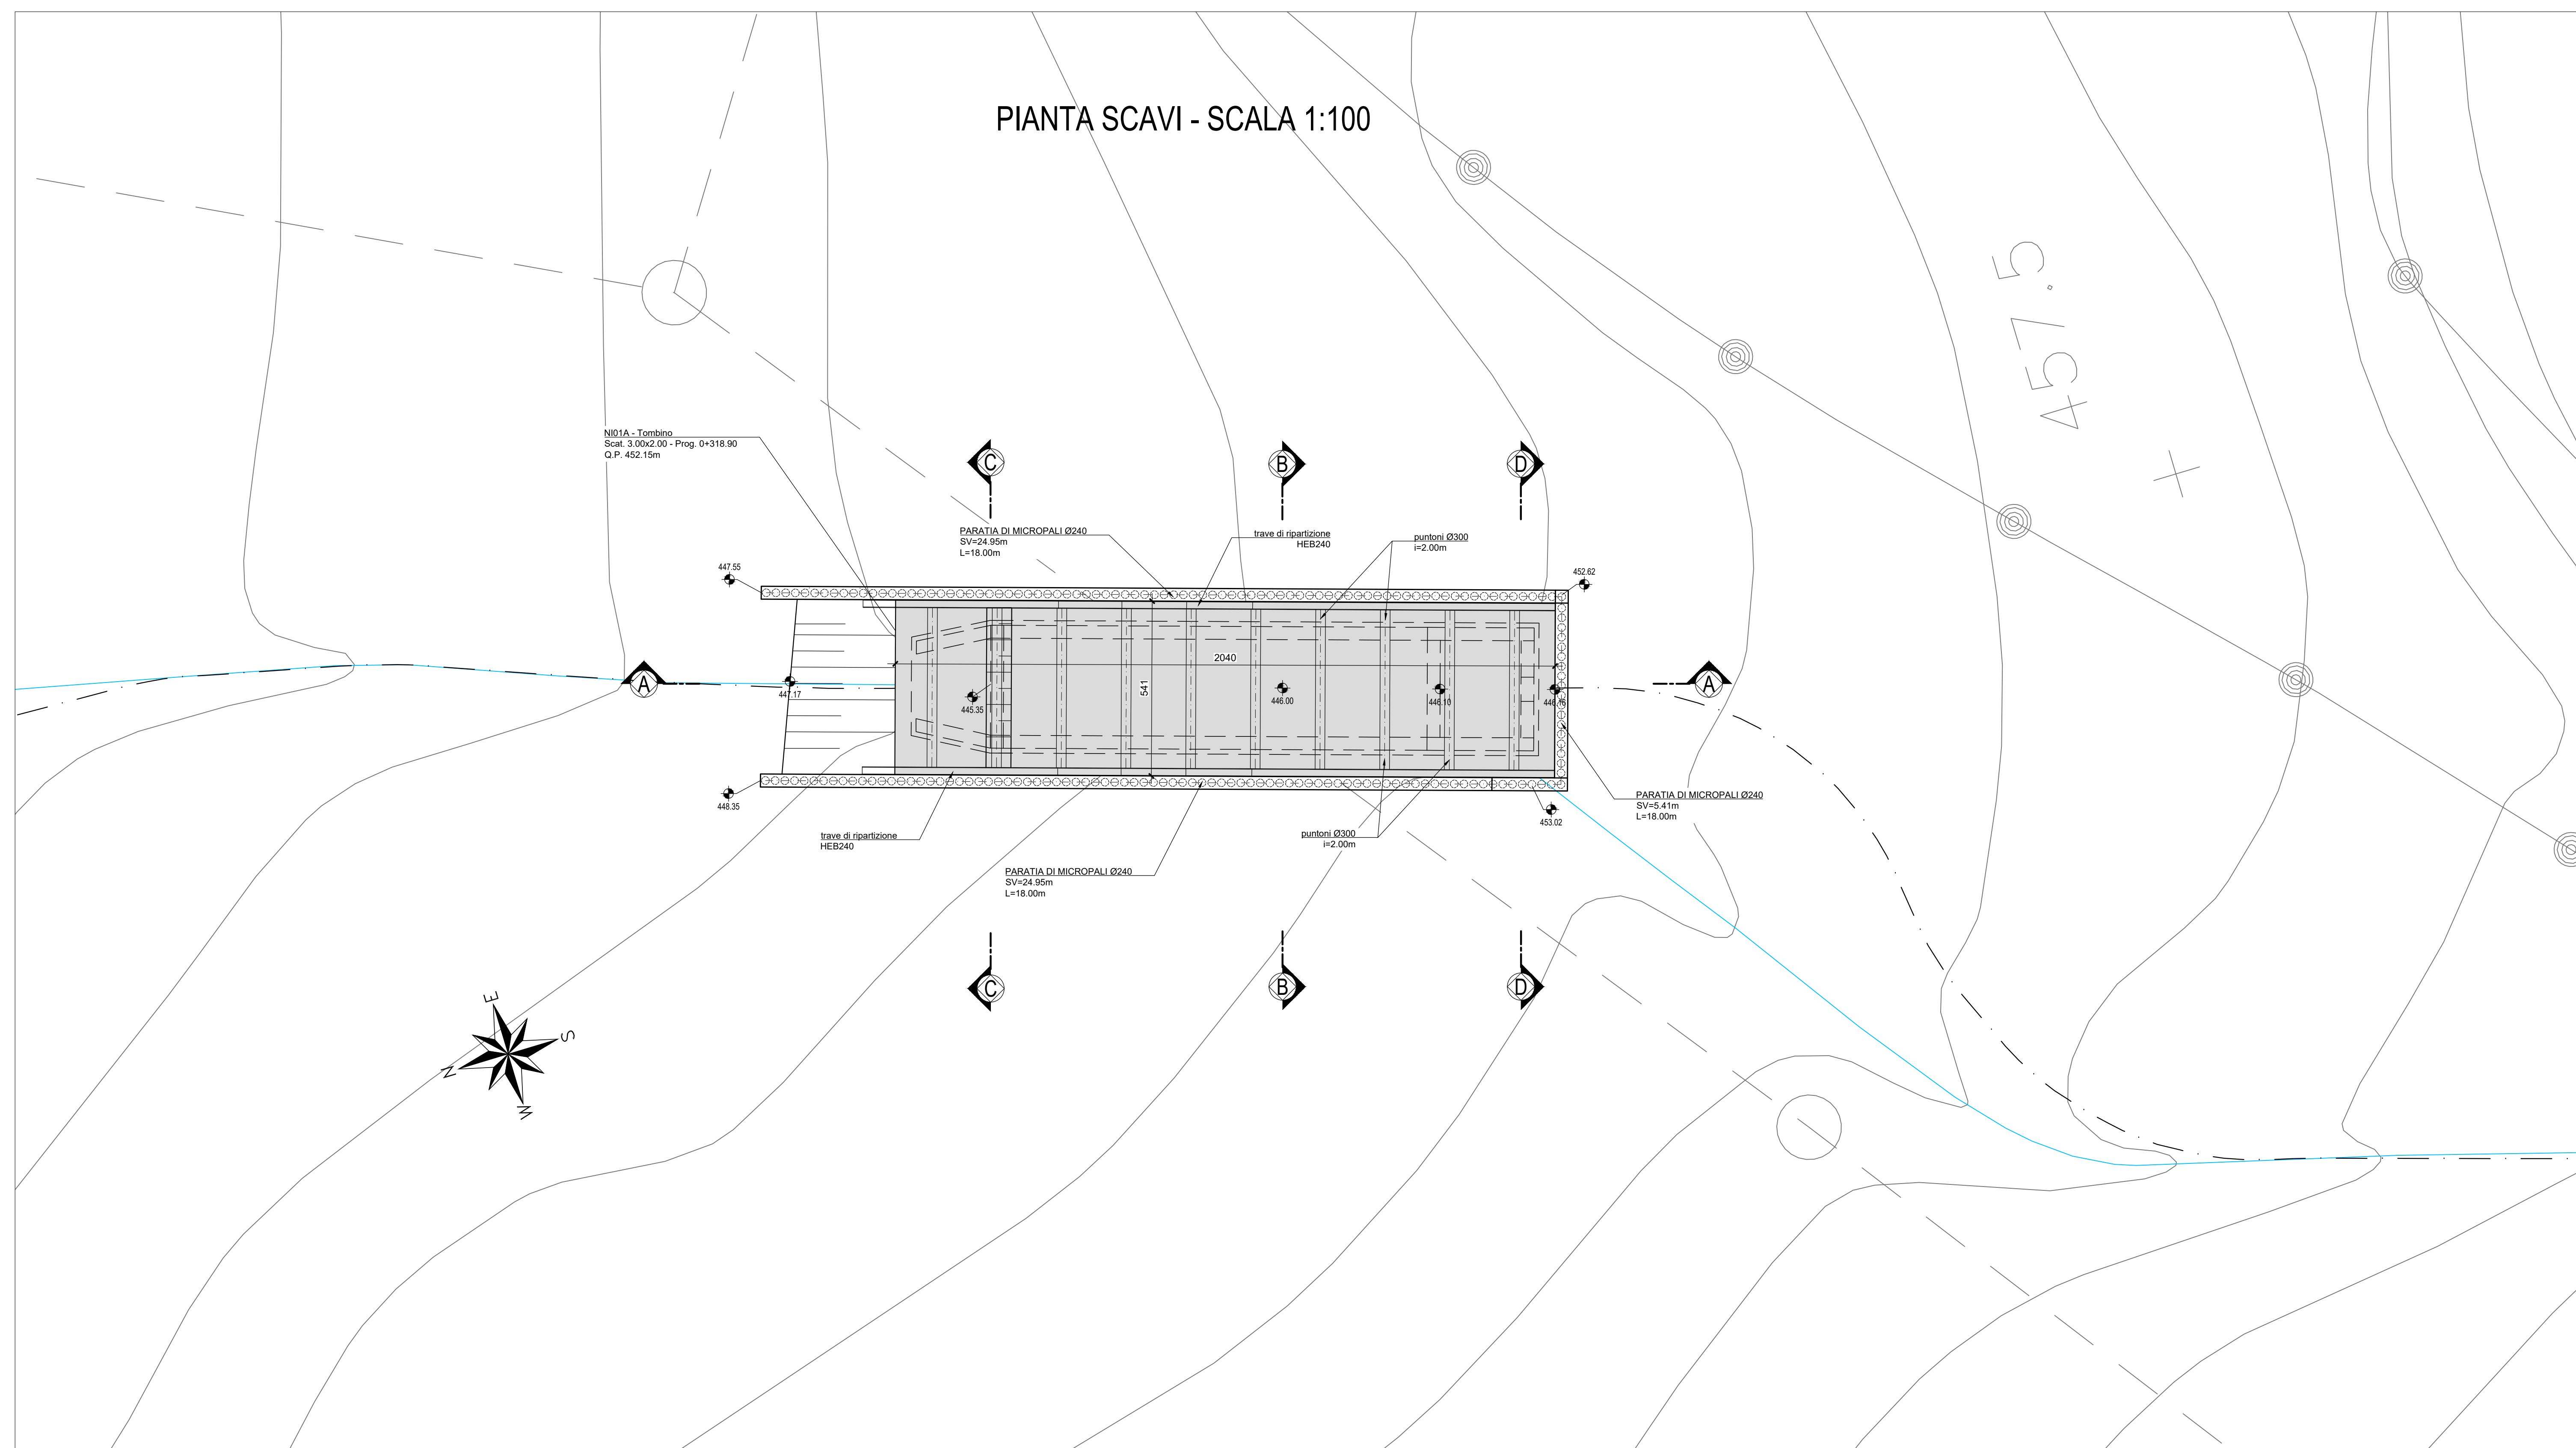 PIANTA SCAVI - SCALA 1:100
457.5
NI01A - Tombino
Scat. 3.00x2.00 - Prog. 0+318.90
Q.P. 452.15m
C
B
D
PARATIA DI MICROPALI Ø240
SV=24.95m
L=18.00m
trave di ripartizione
HEB240
puntoni Ø300
i=2.00m
447.55
452.62
2040
541
A
A
447.17
445.35
446.00
446.10
446.16
448.35
453.02
PARATIA DI MICROPALI Ø240
SV=5.41m
L=18.00m
trave di ripartizione
HEB240
puntoni Ø300
i=2.00m
PARATIA DI MICROPALI Ø240
SV=24.95m
L=18.00m
C
B
D
E
S
N
W